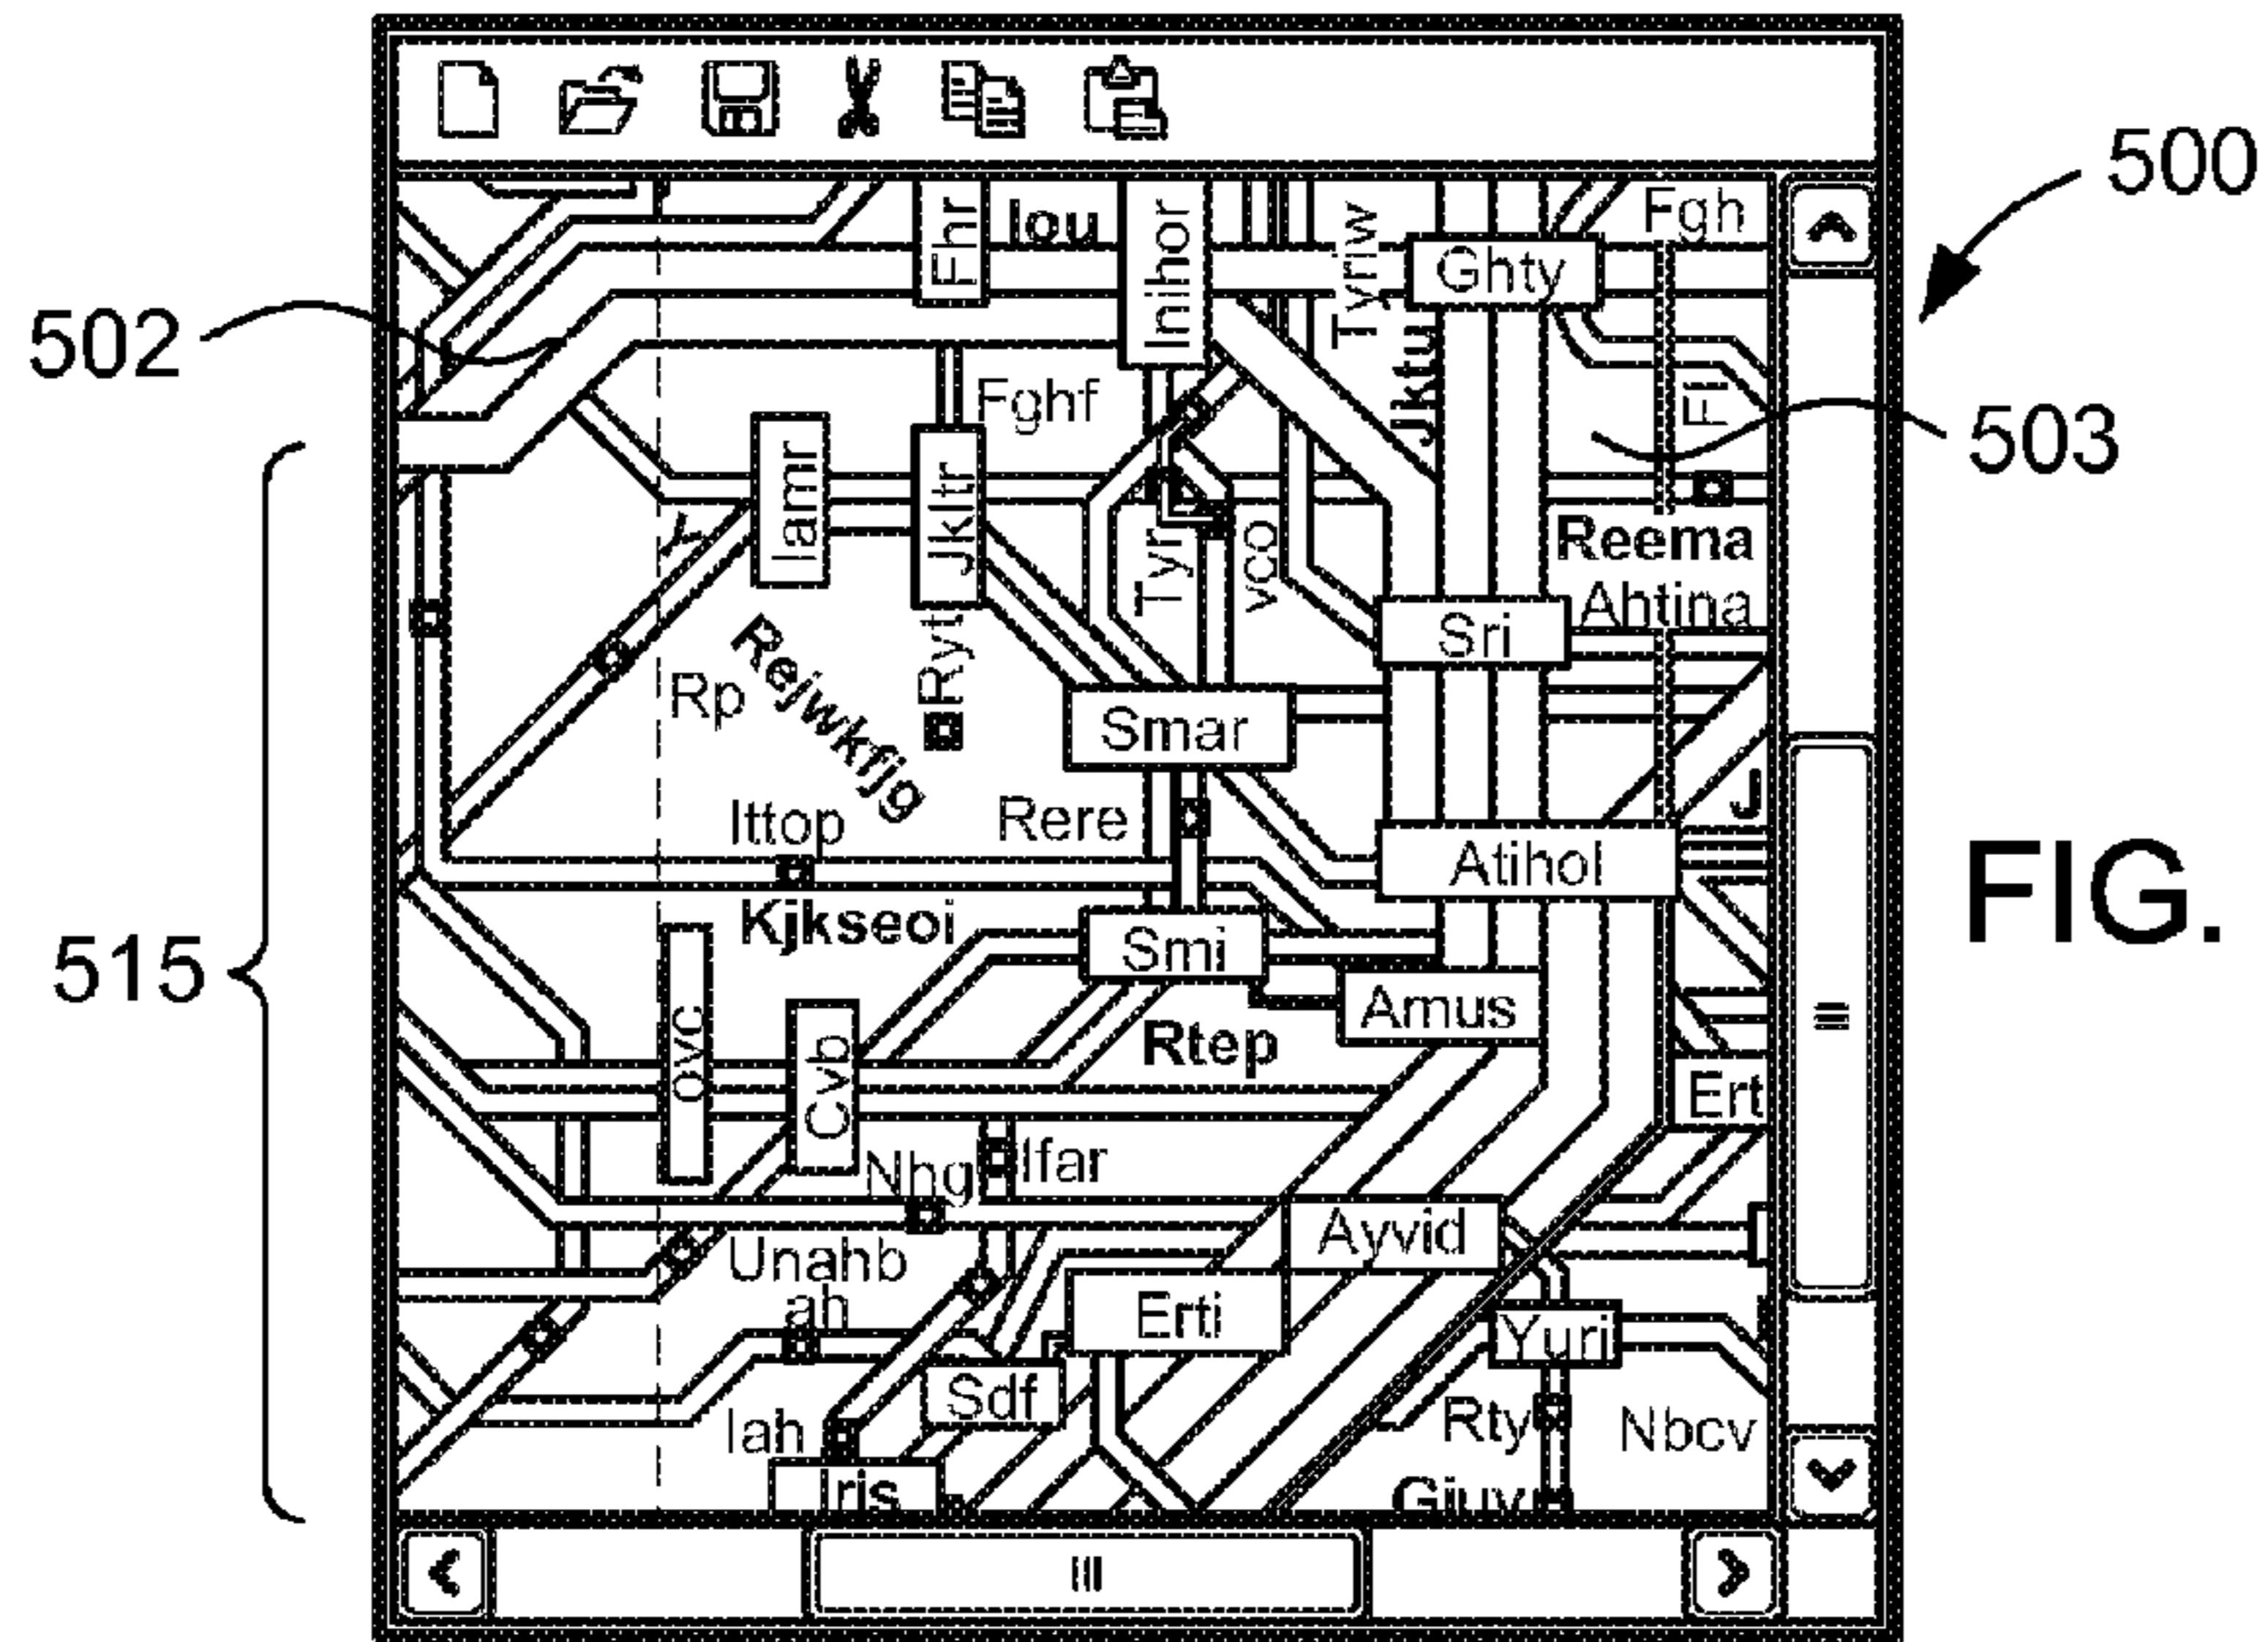 500
Fhr
Iou
Inihor
Tyriw
Ghty
Fgh
502
Jktu
Fghf
503
Iamr
Jkltr
Y
Tyr
vco
Reema
Ahtina
Rp
Rejwkfjg
Ryt
Sri
Smar
J
Ittop
Rere
Atihol
FIG.
Kjkseoi
515
Smi
Amus
ovc
Cvb
Rtep
Ert
Nhg
Ifar
Unahb
Ayvid
ah
Erti
Yuri
Sdf
Rty
Nbcv
Iah
Iris